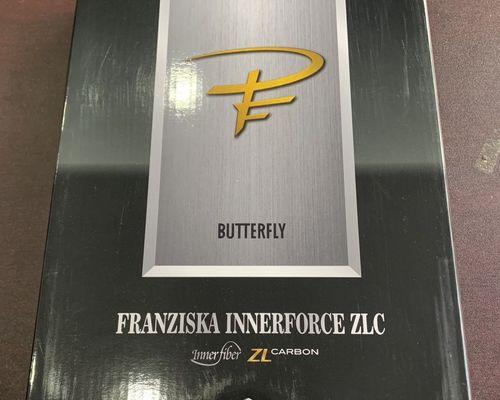 BUTTERFLY
FRANZISKA INNERFORCE ZLC
Innerfiber ZL CARBON